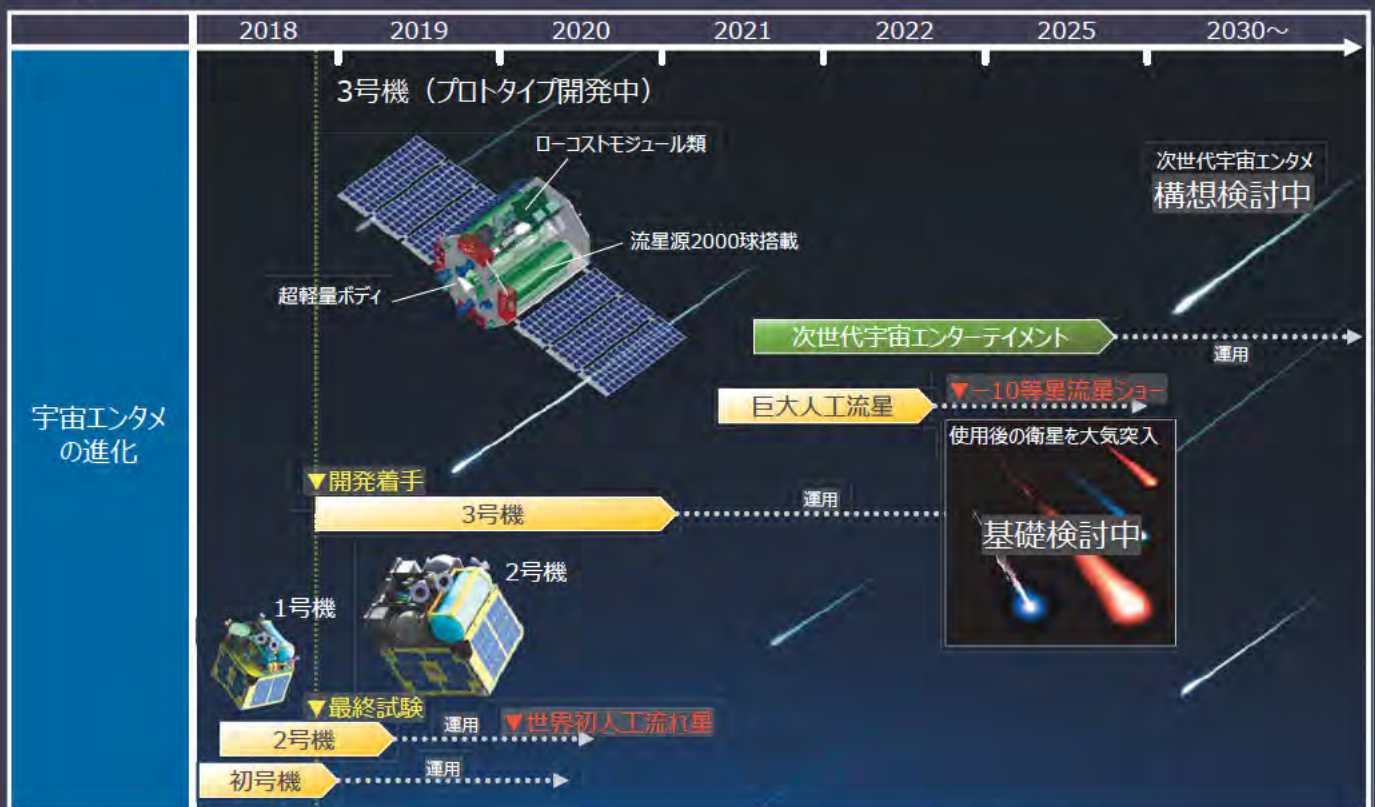 2018 2019 2020 2021 2022 2025 2030～
宇宙エンタメ
の進化
3号機（プロトタイプ開発中）
ローコストモジュール類
流星源2000球搭載
超軽量ボディ
次世代宇宙エンタメ
構想検討中
次世代宇宙エンターテイメント
運用
巨大人工流星
▼－10等星流星ショー
使用後の衛星を大気突入
基礎検討中
▼開発着手
3号機
運用
2号機
1号機
▼最終試験
2号機
運用
▼世界初人工流れ星
初号機
運用